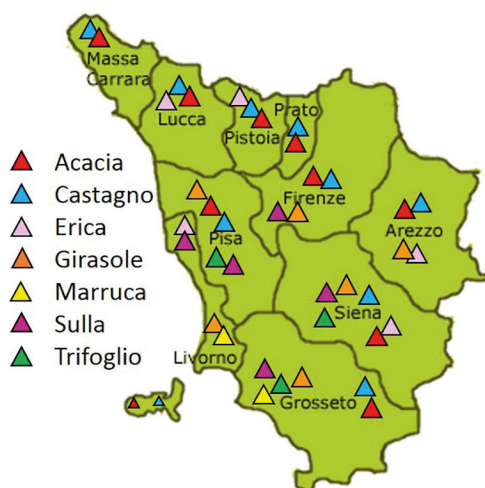 Massa
Carrara
Lucca
Prato
Pistoia
Firenze
Arezzo
Pisa
Siena
Livorno
Grosseto
Acacia
Castagno
Erica
Girasole
Marruca
Sulla
Trifoglio